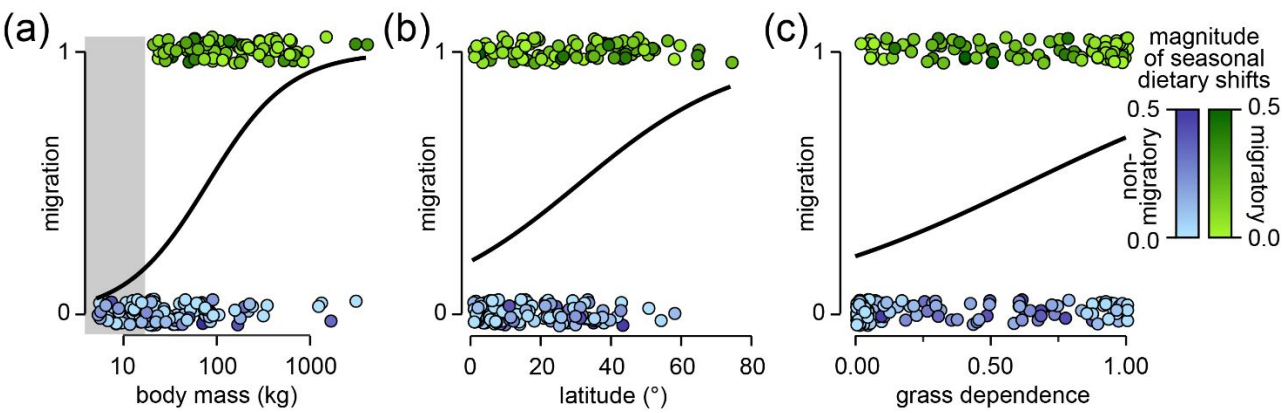 (a)
1
migration
0
10
100
1000
body mass (kg)
(b)
1
migration
0
0
20
40
60
80
latitude (°)
(c)
1
migration
0
0.00
0.50
1.00
grass dependence
magnitude
of seasonal
dietary shifts
0.5
non-
migratory
0.0
0.5
migratory
0.0